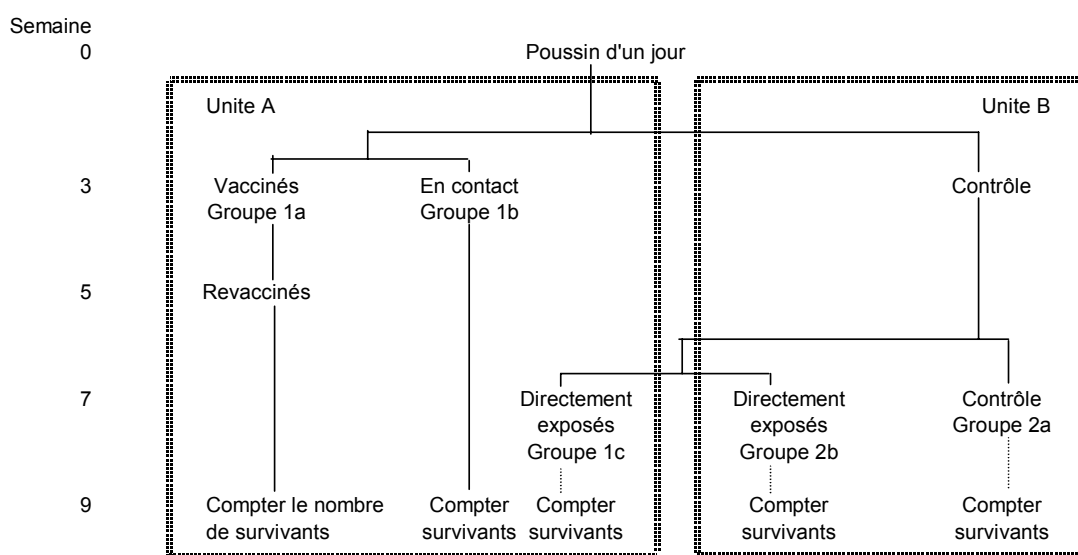 Semaine
0 Poussin d'un jour
Unite A Unite B
3 Vaccinés En contact Contrôle
Groupe 1a Groupe 1b
5 Revaccinés
7 Directement Directement Contrôle
exposés exposés Groupe 2a
Groupe 1c Groupe 2b
9 Compter le nombre Compter Compter Compter Compter
de survivants survivants survivants survivants survivants